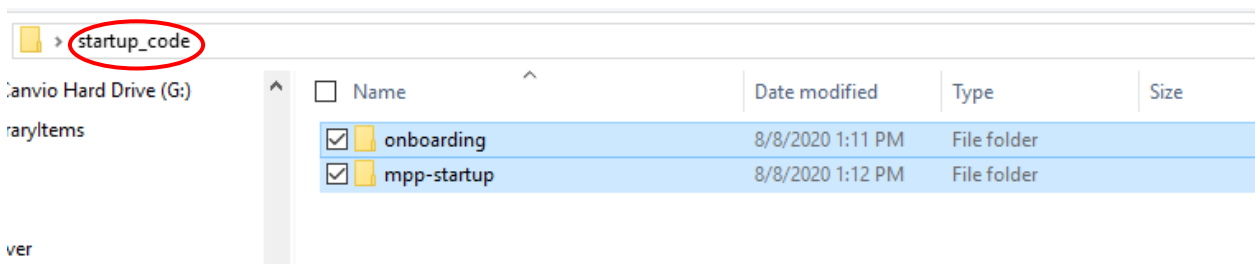 > startup_code
Canvio Hard Drive (G:)
Name Date modified Type Size
raryItems
onboarding 8/8/2020 1:11 PM File folder
mpp-startup 8/8/2020 1:12 PM File folder
ver